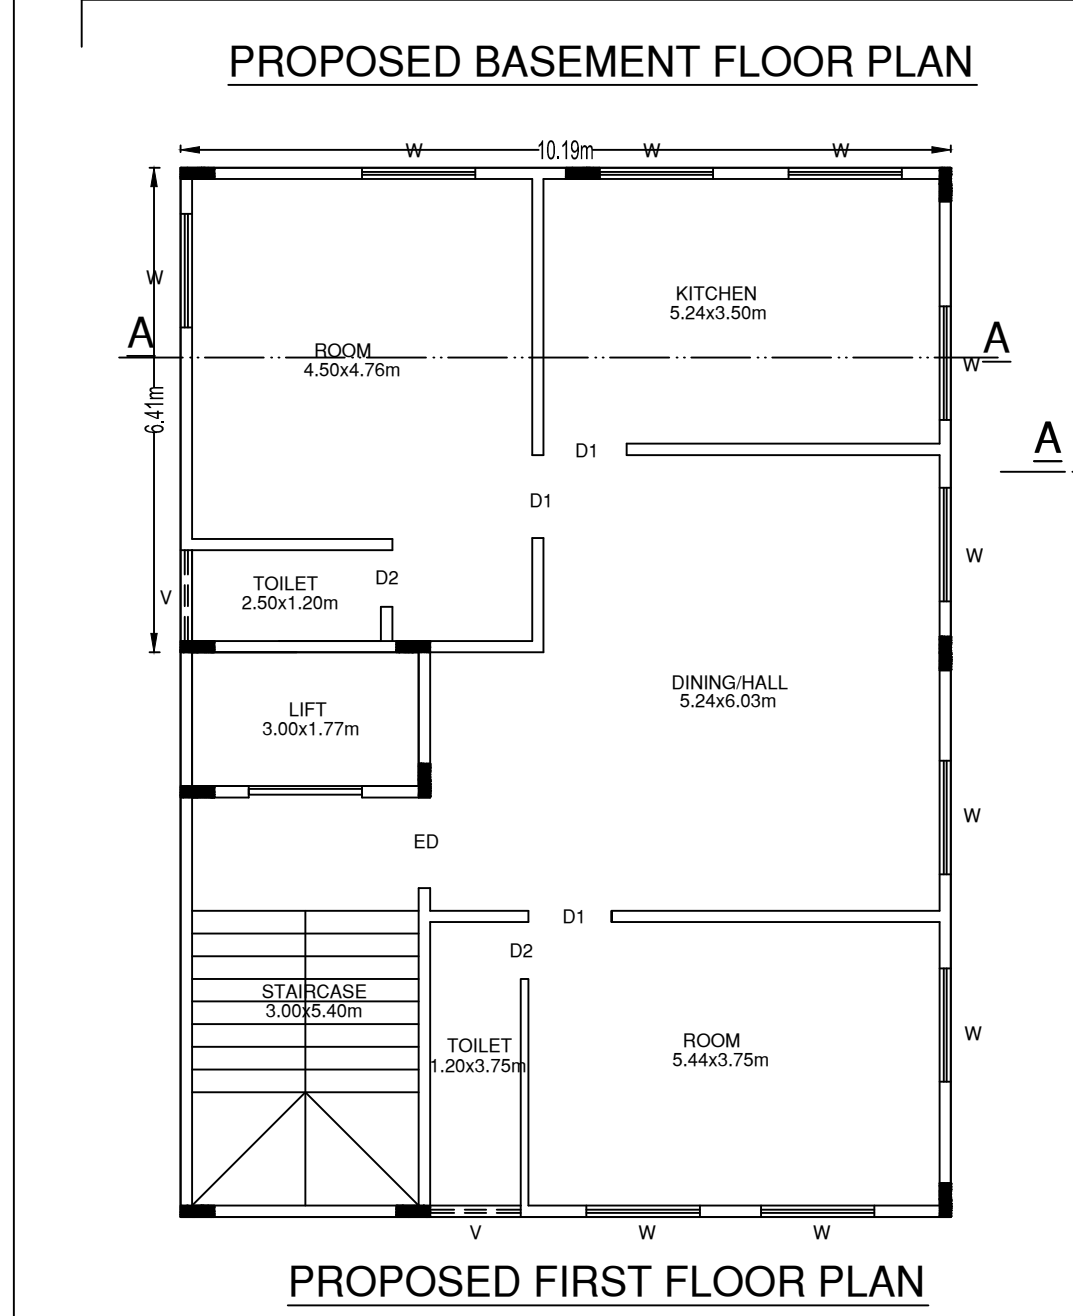 PROPOSED BASEMENT FLOOR PLAN
W 10.19m W W
W
KITCHEN
5.24x3.50m
A
A
ROOM
4.50x4.76m
W
6.41m
A
D1
D1
W
D2
TOILET
2.50x1.20m
V
DINING/HALL
5.24x6.03m
LIFT
3.00x1.77m
W
ED
D1
D2
STAIRCASE
3.00x5.40m
W
TOILET
1.20x3.75m
ROOM
5.44x3.75m
V W W
PROPOSED FIRST FLOOR PLAN